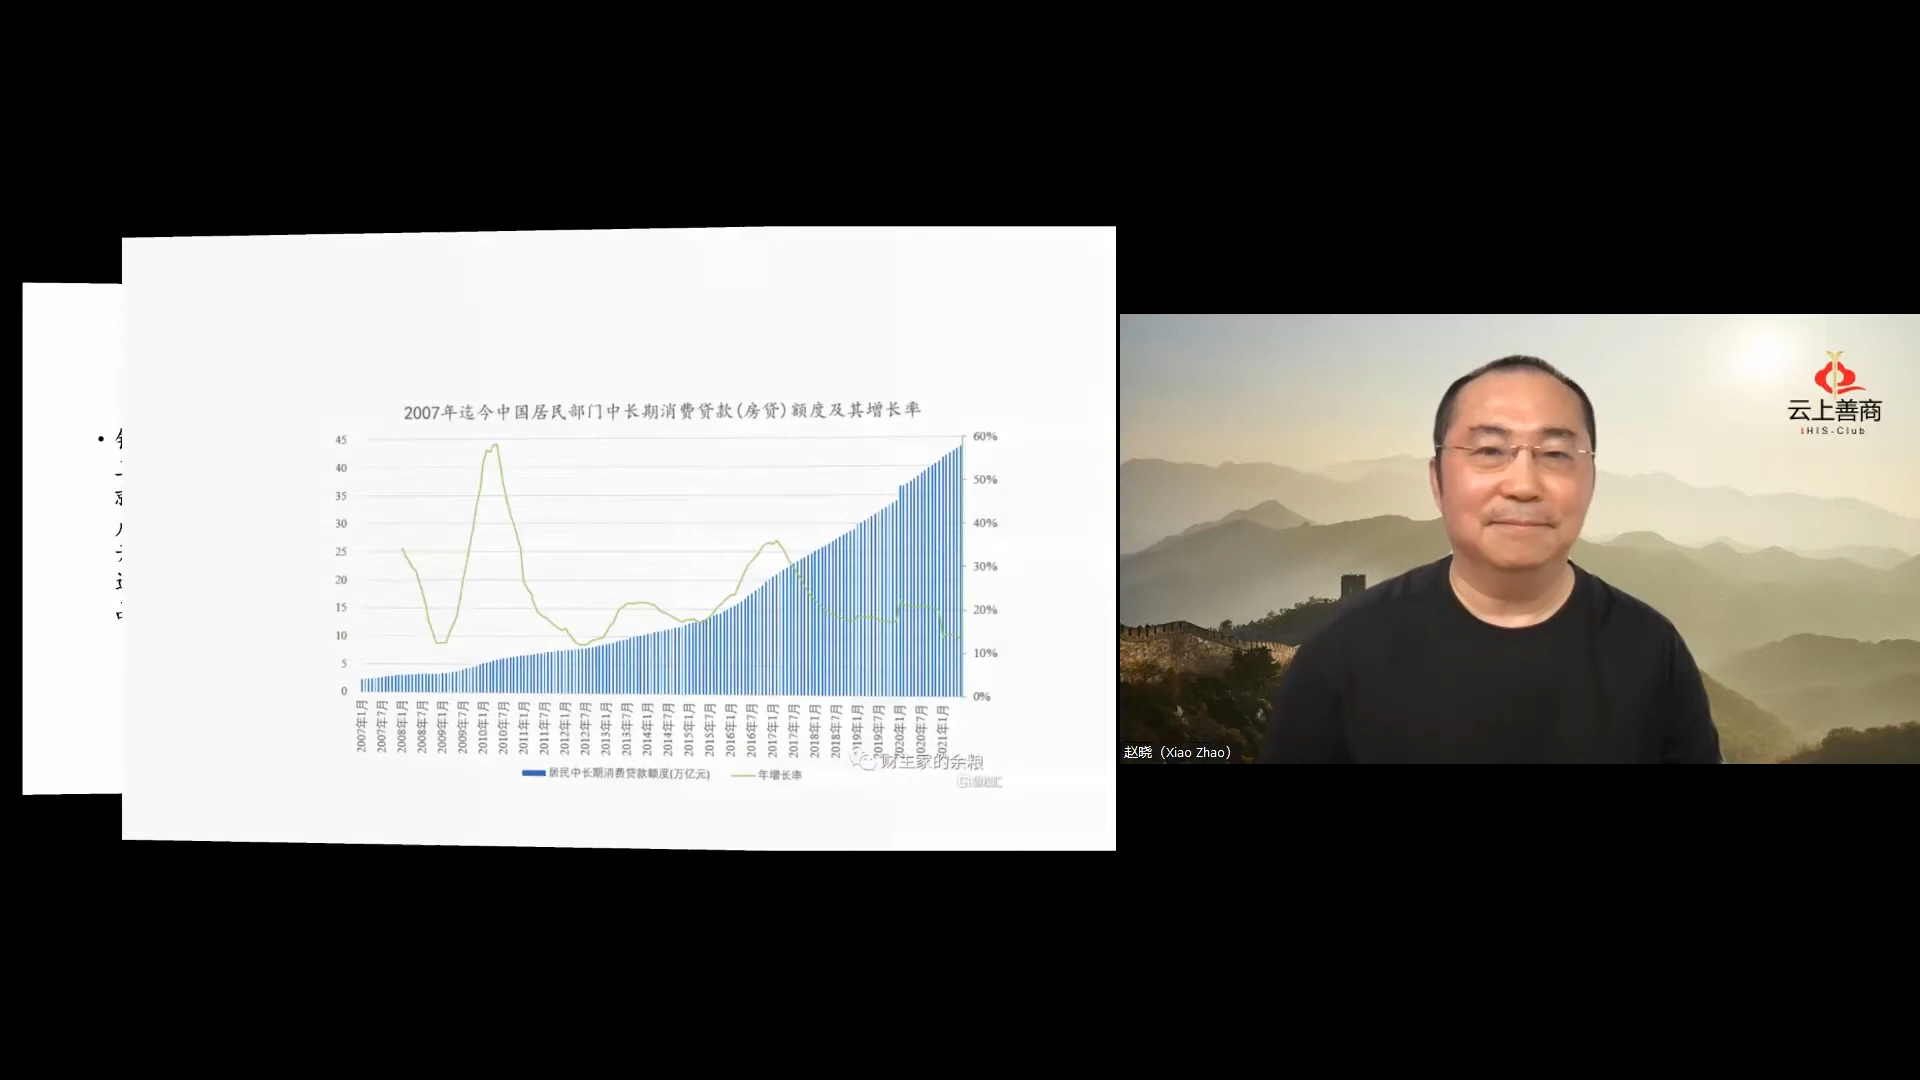 2007年迄今中国居民部门中长期消费贷款(房贷)额度及其增长率
45
40
35
30
25
20
15
10
5
0
60%
50%
40%
30%
20%
10%
0%
2007年1月
2007年7月
2008年1月
2008年7月
2009年1月
2009年7月
2010年1月
2010年7月
2011年1月
2011年7月
2012年1月
2012年7月
2013年1月
2013年7月
2014年1月
2014年7月
2015年1月
2015年7月
2016年1月
2016年7月
2017年1月
2017年7月
2018年1月
2018年7月
2019年1月
2019年7月
2020年1月
2020年7月
2021年1月
居民中长期消费贷款额度(万亿元)
年增长率
财主家的余粮
云上善商
iHIS-Club
赵晓（Xiao Zhao）